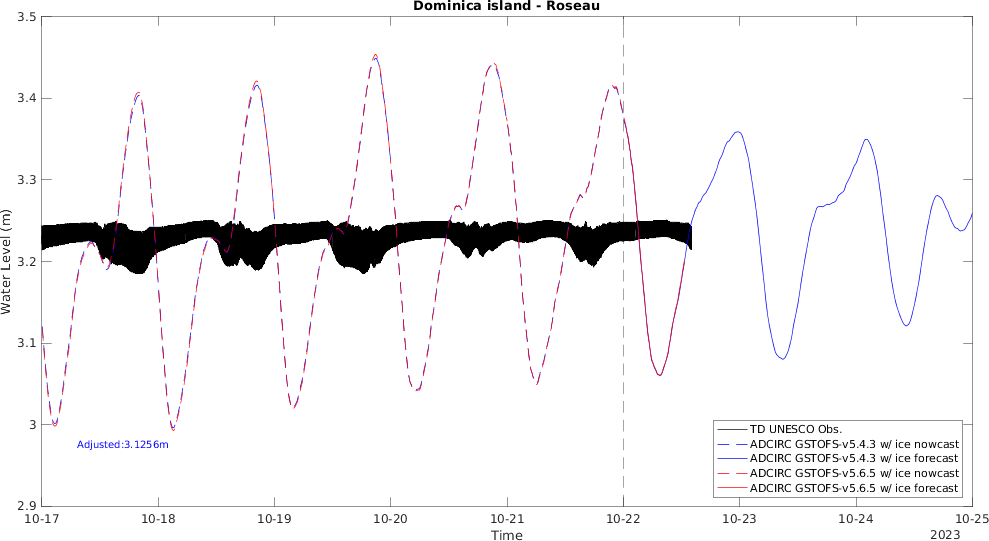 Dominica island - Roseau
3.5
3.4
3.3
3.2
3.1
3
2.9
Water Level (m)
Adjusted:3.1256m
TD UNESCO Obs.
ADCIRC GSTOFS-v5.4.3 w/ ice nowcast
ADCIRC GSTOFS-v5.4.3 w/ ice forecast
ADCIRC GSTOFS-v5.6.5 w/ ice nowcast
ADCIRC GSTOFS-v5.6.5 w/ ice forecast
10-17 10-18 10-19 10-20 10-21 10-22 10-23 10-24 10-25
Time
2023